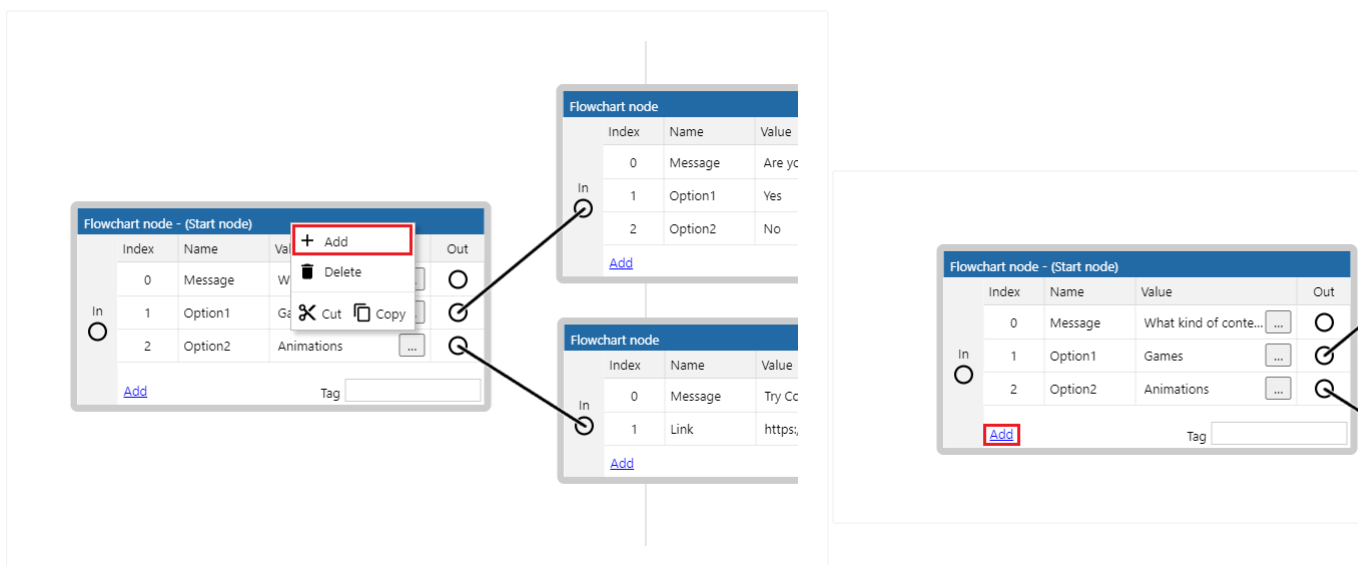 Flowchart node
Index Name Value
0 Message Are yo
In
1 Option1 Yes
2 Option2 No
Add
Flowchart node - (Start node)
Index Name Val Out
0 Message W
In
1 Option1 Ga
2 Option2 Animations ...
Add Tag
Add
Delete
Cut Copy
Flowchart node
Index Name Value
0 Message Try Co
In
1 Link https:/
Add
Flowchart node - (Start node)
Index Name Value Out
0 Message What kind of conte... ...
In
1 Option1 Games ...
2 Option2 Animations ...
Add Tag